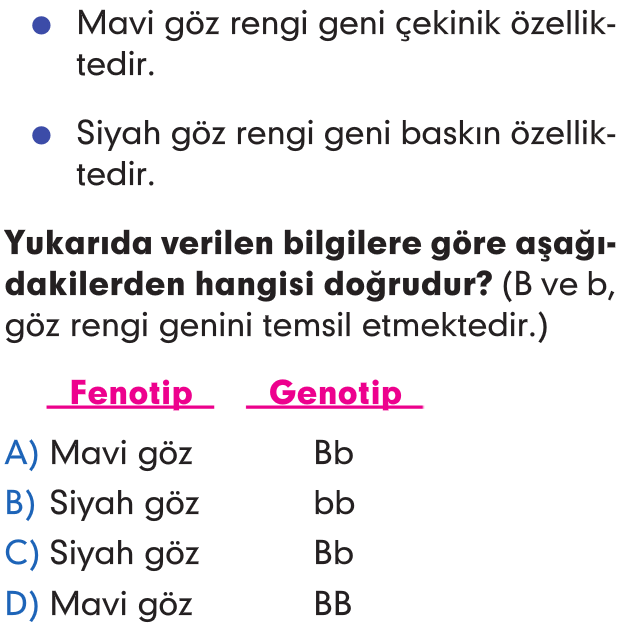 ● Mavi göz rengi geni çekinik özellik-
tedir.
● Siyah göz rengi geni baskın özellik-
tedir.
Yukarıda verilen bilgilere göre aşağı-
dakilerden hangisi doğrudur? (B ve b,
göz rengi genini temsil etmektedir.)
Fenotip Genotip
A) Mavi göz Bb
B) Siyah göz bb
C) Siyah göz Bb
D) Mavi göz BB